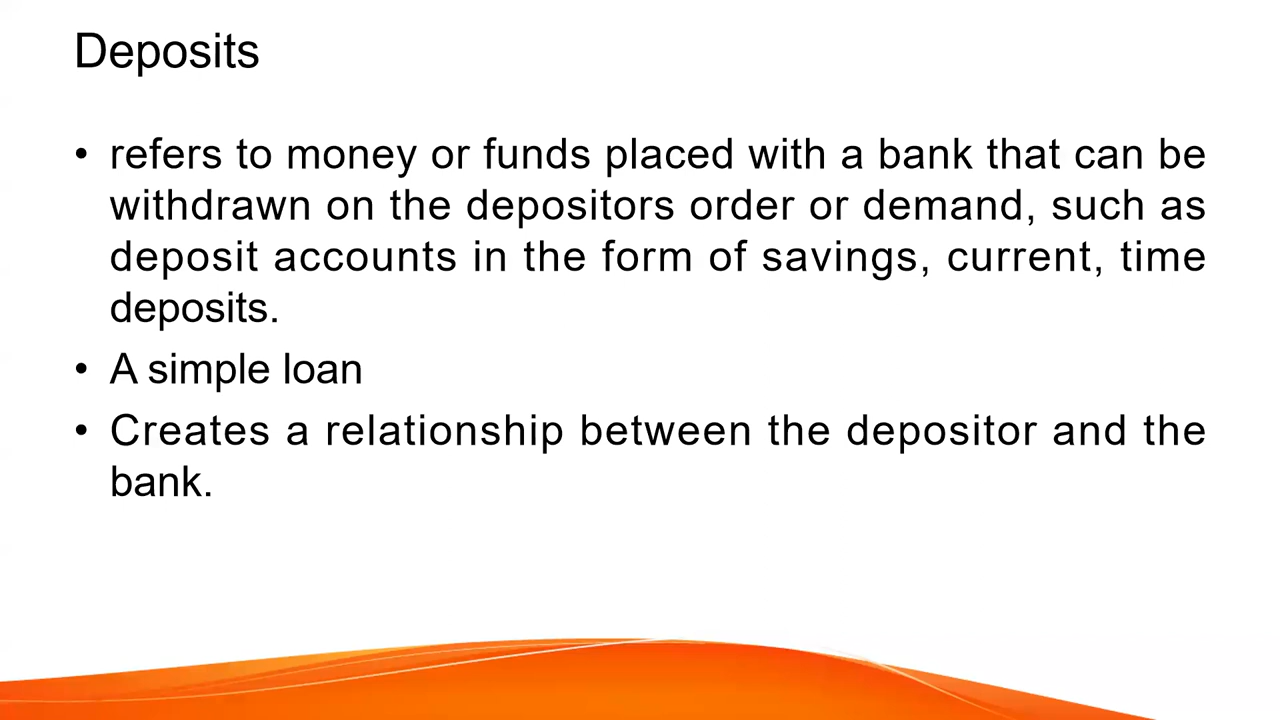 Deposits
• refers to money or funds placed with a bank that can be
withdrawn on the depositors order or demand, such as
deposit accounts in the form of savings, current, time
deposits.
• A simple loan
• Creates a relationship between the depositor and the
bank.